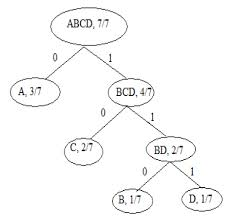 ABCD, 7/7
0 1
A, 3/7 BCD, 4/7
0 1
C, 2/7 BD, 2/7
0 1
B, 1/7 D, 1/7